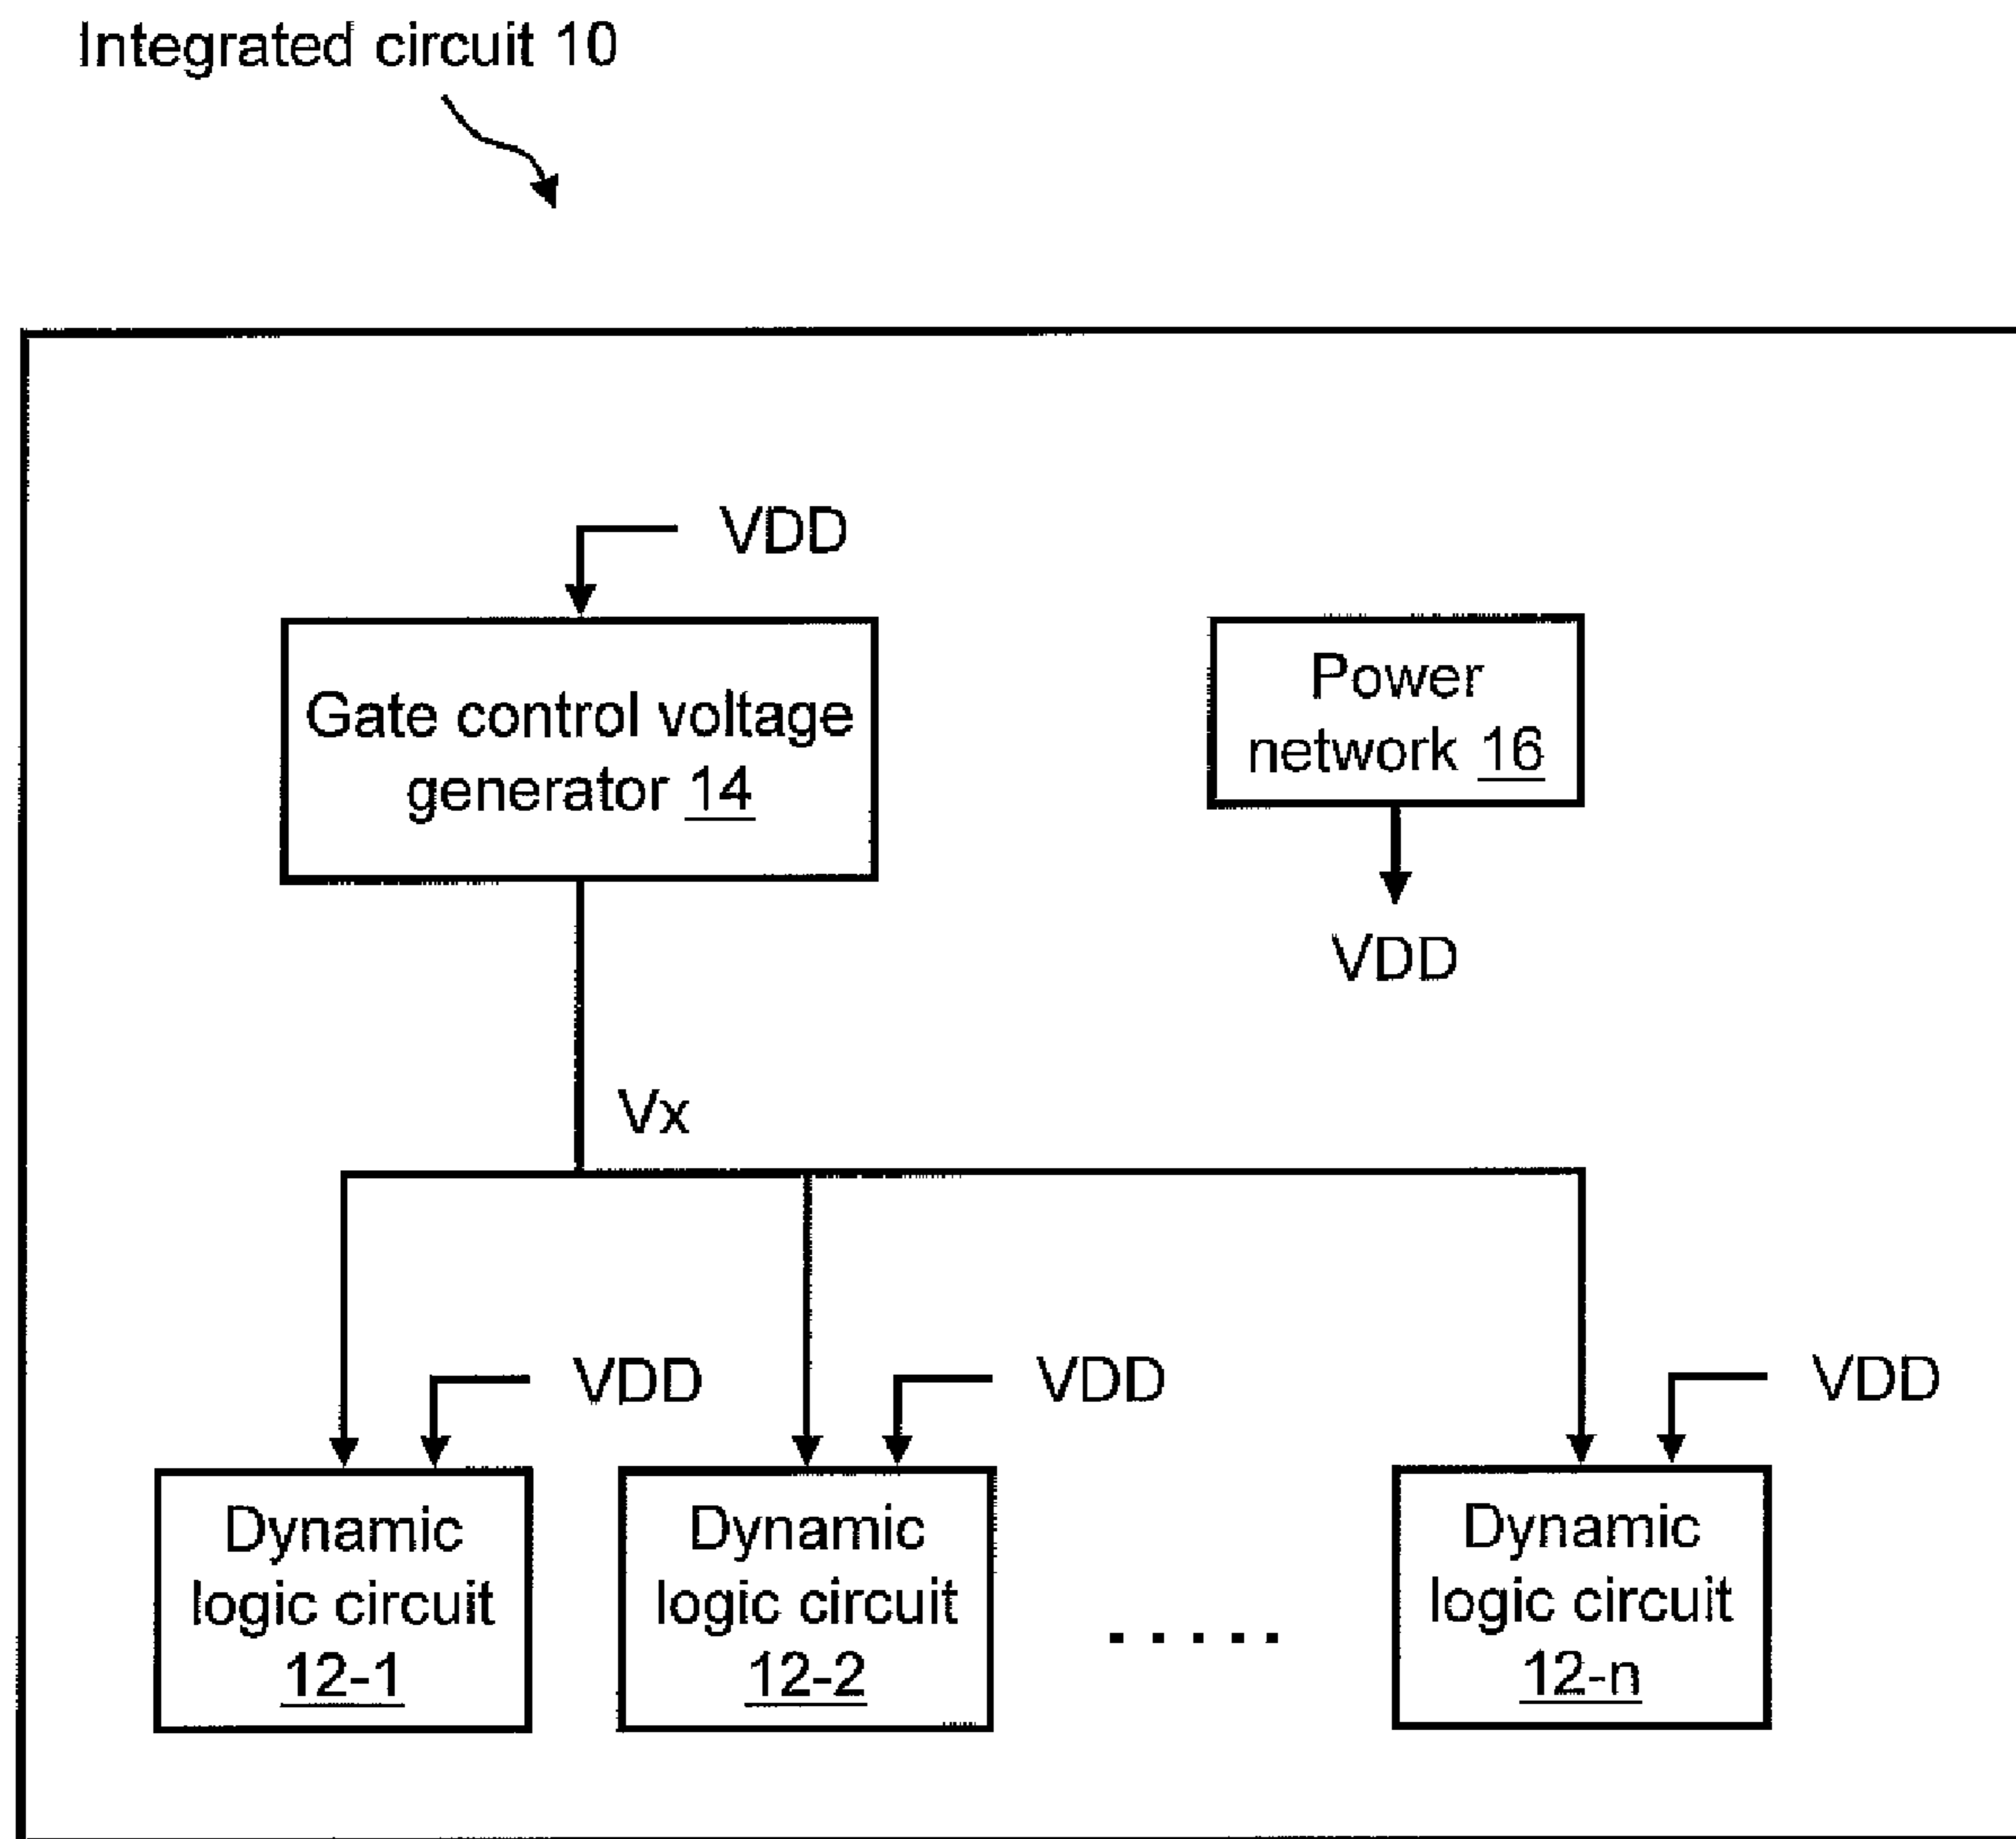 Integrated circuit 10
VDD
Gate control voltage
generator 14
Power
network 16
VDD
Vx
VDD
VDD
VDD
Dynamic
logic circuit
12-1
Dynamic
logic circuit
12-2
.....
Dynamic
logic circuit
12-n